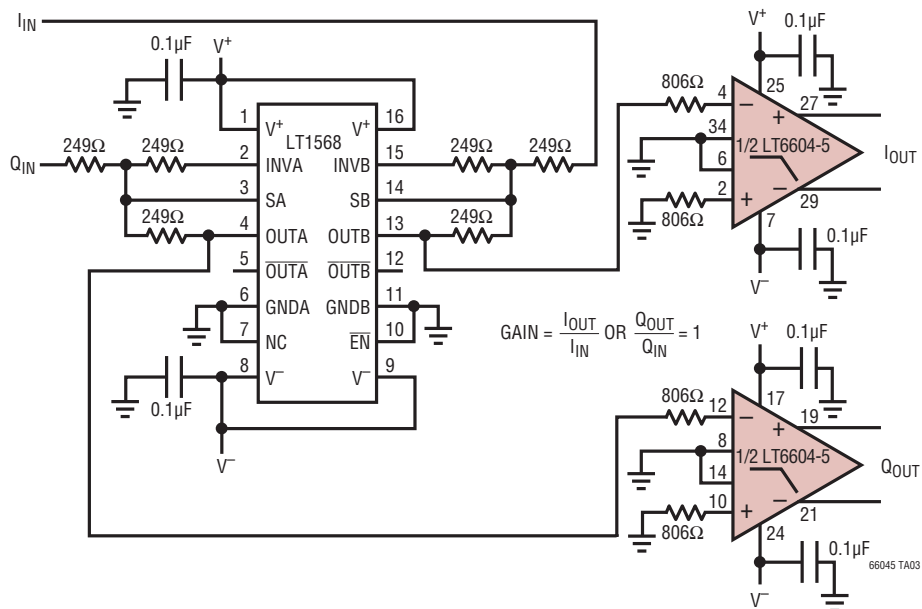 I_IN
0.1µF
V⁺
1
V⁺
LT1568
V⁺
16
Q_IN
249Ω
249Ω
2
INVA
INVB
15
249Ω
249Ω
3
SA
SB
14
249Ω
4
OUTA
OUTB
13
249Ω
5
O̅U̅T̅A̅
O̅U̅T̅B̅
12
6
GNDA
GNDB
11
7
NC
E̅N̅
10
8
V⁻
V⁻
9
0.1µF
V⁻
V⁺
0.1µF
25
806Ω
4
−
+
27
34
1/2 LT6604-5
6
I_OUT
2
+
−
29
806Ω
7
0.1µF
V⁻
GAIN = I_OUT/I_IN OR Q_OUT/Q_IN = 1
V⁺
0.1µF
17
806Ω
12
−
+
19
8
1/2 LT6604-5
14
Q_OUT
10
+
−
21
806Ω
24
0.1µF
V⁻
66045 TA03